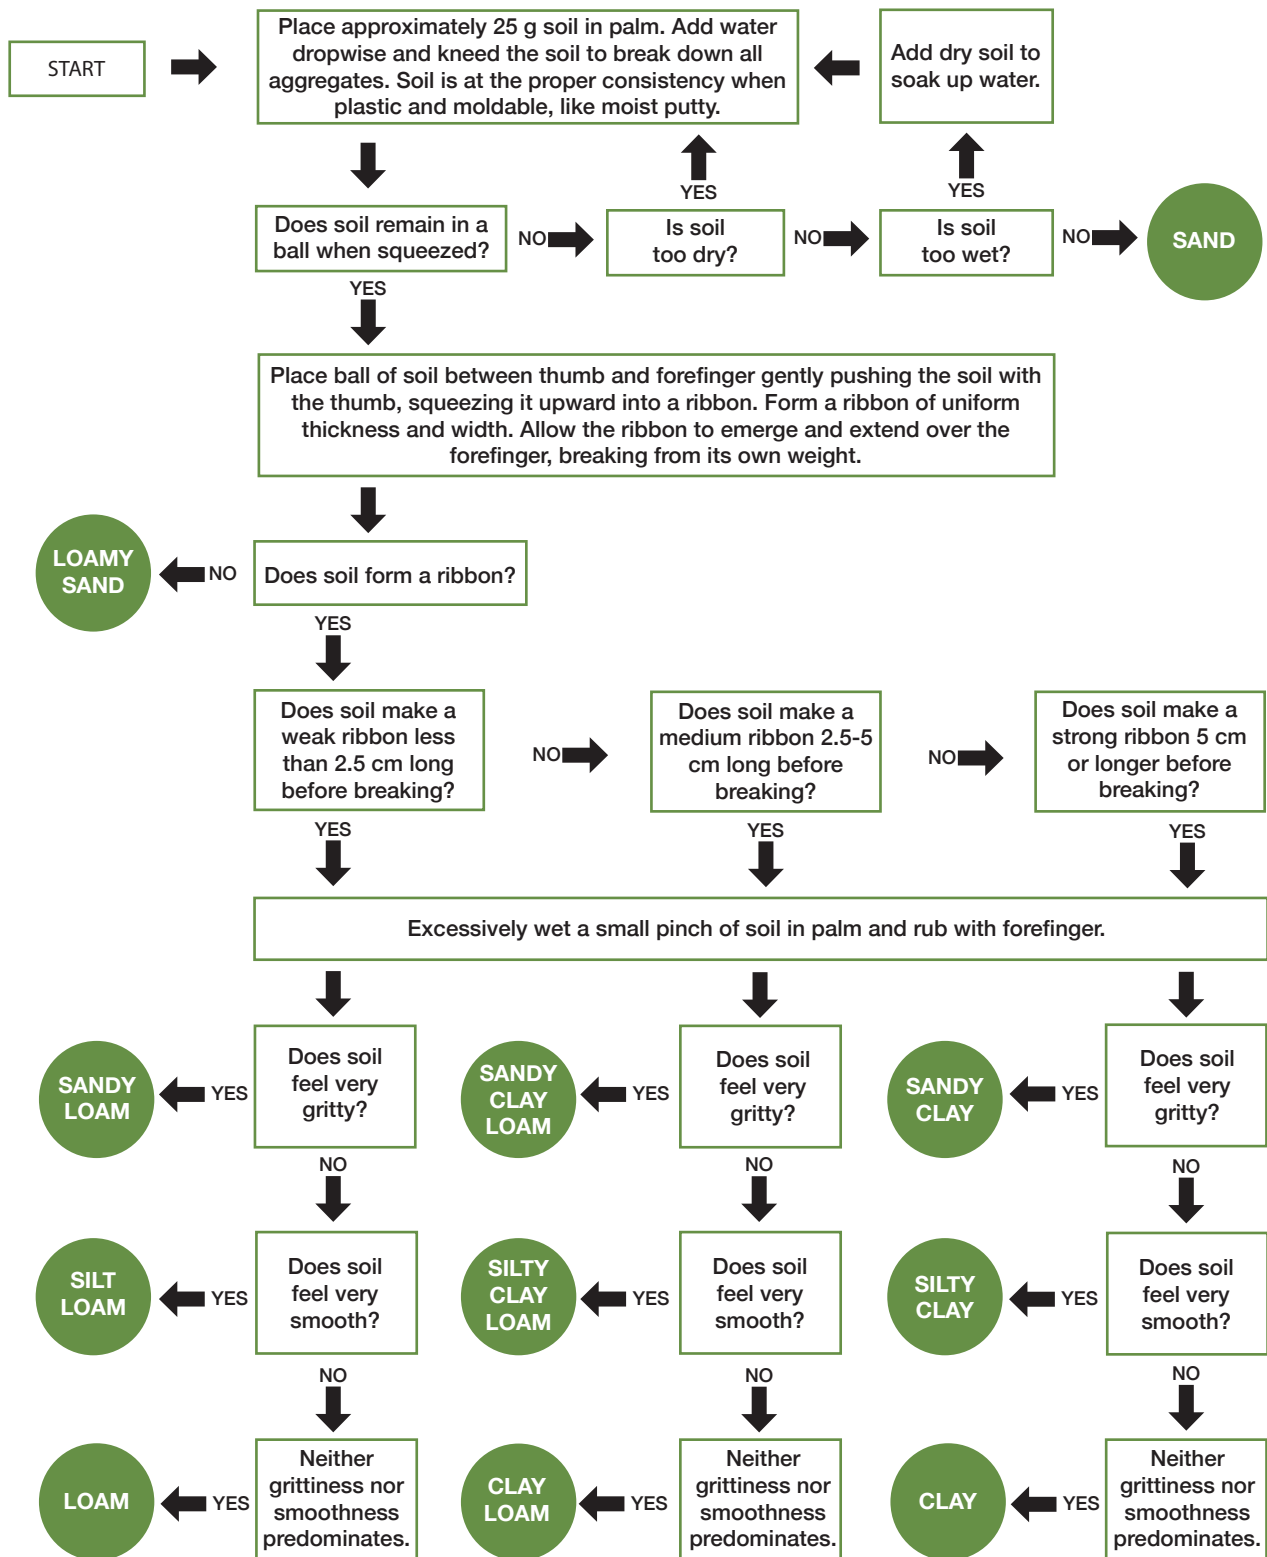 START
Place approximately 25 g soil in palm. Add water
dropwise and kneed the soil to break down all
aggregates. Soil is at the proper consistency when
plastic and moldable, like moist putty.
Add dry soil to
soak up water.
YES
YES
Does soil remain in a
ball when squeezed?
NO
Is soil
too dry?
NO
Is soil
too wet?
NO
SAND
YES
Place ball of soil between thumb and forefinger gently pushing the soil with
the thumb, squeezing it upward into a ribbon. Form a ribbon of uniform
thickness and width. Allow the ribbon to emerge and extend over the
forefinger, breaking from its own weight.
LOAMY
SAND
NO
Does soil form a ribbon?
YES
Does soil make a
weak ribbon less
than 2.5 cm long
before breaking?
NO
Does soil make a
medium ribbon 2.5-5
cm long before
breaking?
NO
Does soil make a
strong ribbon 5 cm
or longer before
breaking?
YES
YES
YES
Excessively wet a small pinch of soil in palm and rub with forefinger.
SANDY
LOAM
YES
Does soil
feel very
gritty?
SANDY
CLAY
LOAM
YES
Does soil
feel very
gritty?
SANDY
CLAY
YES
Does soil
feel very
gritty?
NO
NO
NO
SILT
LOAM
YES
Does soil
feel very
smooth?
SILTY
CLAY
LOAM
YES
Does soil
feel very
smooth?
SILTY
CLAY
YES
Does soil
feel very
smooth?
NO
NO
NO
LOAM
YES
Neither
grittiness nor
smoothness
predominates.
CLAY
LOAM
YES
Neither
grittiness nor
smoothness
predominates.
CLAY
YES
Neither
grittiness nor
smoothness
predominates.